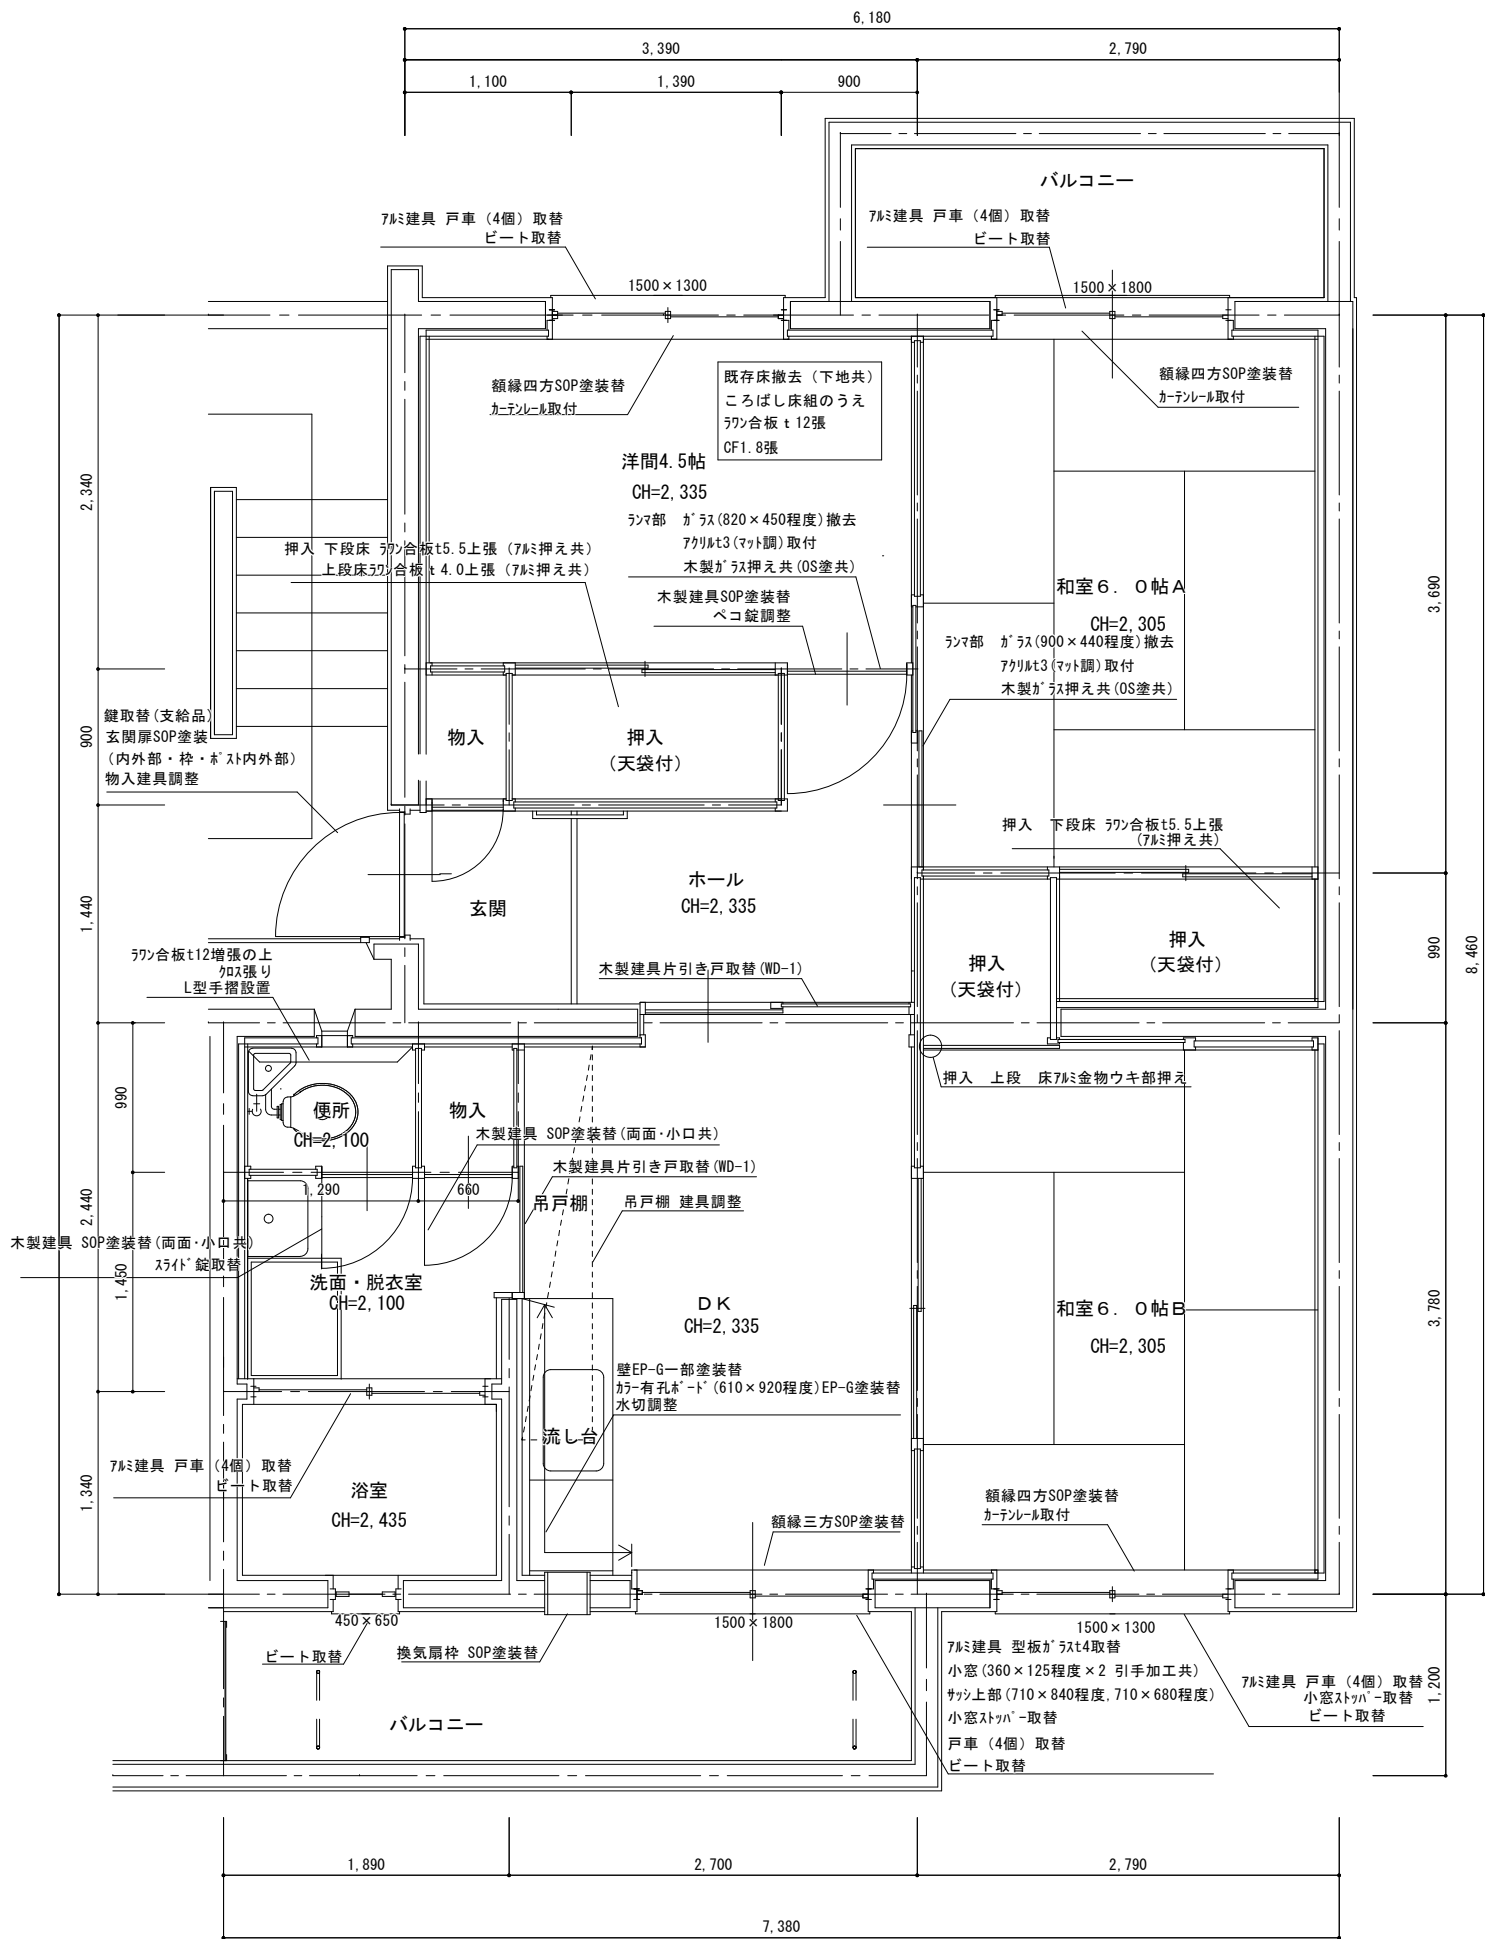 6,180
3,390
2,790
1,100
1,390
900
バルコニー
ｱﾙﾐ建具 戸車（4個）取替
ビート取替
1500×1300
ｱﾙﾐ建具 戸車（4個）取替
ビート取替
1500×1800
額縁四方SOP塗装替
ｶｰﾃﾝﾚｰﾙ取付
既存床撤去（下地共）
ころばし床組のうえ
ﾗﾜﾝ合板ｔ12張
CF1.8張
額縁四方SOP塗装替
ｶｰﾃﾝﾚｰﾙ取付
洋間4.5帖
CH=2,335
ﾗﾝﾏ部　ｶﾞﾗｽ(820×450程度)撤去
ｱｸﾘﾙt3(ﾏｯﾄ調)取付
木製ｶﾞﾗｽ押え共(OS塗共)
押入 下段床 ﾗﾜﾝ合板t5.5上張（ｱﾙﾐ押え共）
上段床ﾗﾜﾝ合板ｔ4.0上張（ｱﾙﾐ押え共）
木製建具SOP塗装替
ペコ錠調整
和室６．０帖Ａ
CH=2,305
ﾗﾝﾏ部　ｶﾞﾗｽ(900×440程度)撤去
ｱｸﾘﾙt3(ﾏｯﾄ調)取付
木製ｶﾞﾗｽ押え共(OS塗共)
2,340
900
1,440
3,690
990
8,460
鍵取替(支給品)
玄関扉SOP塗装
（内外部・枠・ﾎﾟｽﾄ内外部）
物入建具調整
物入
押入
（天袋付）
押入　下段床 ﾗﾜﾝ合板t5.5上張
(ｱﾙﾐ押え共)
ホール
CH=2,335
玄関
押入
（天袋付）
押入
（天袋付）
ﾗﾜﾝ合板t12増張の上
ｸﾛｽ張り
L型手摺設置
木製建具片引き戸取替(WD-1)
押入　上段　床ｱﾙﾐ金物ウキ部押え
990
2,440
1,450
便所
CH=2,100
物入
木製建具 SOP塗装替(両面･小口共)
木製建具片引き戸取替(WD-1)
1,290
660
吊戸棚
吊戸棚 建具調整
木製建具 SOP塗装替(両面･小口共)
ｽﾗｲﾄﾞ錠取替
洗面・脱衣室
CH=2,100
ＤＫ
CH=2,335
和室６．０帖Ｂ
CH=2,305
3,780
壁EP-G一部塗装替
ｶﾗｰ有孔ﾎﾞｰﾄﾞ(610×920程度)EP-G塗装替
水切調整
流し台
ｱﾙﾐ建具 戸車（4個）取替
ビート取替
1,340
浴室
CH=2,435
額縁三方SOP塗装替
額縁四方SOP塗装替
ｶｰﾃﾝﾚｰﾙ取付
450×650
1500×1800
1500×1300
ビート取替
換気扇枠 SOP塗装替
ｱﾙﾐ建具 型板ｶﾞﾗｽt4取替
小窓(360×125程度×2 引手加工共)
ｻｯｼ上部(710×840程度,710×680程度)
小窓ｽﾄｯﾊﾟｰ取替
戸車（4個）取替
ビート取替
ｱﾙﾐ建具 戸車（4個）取替
小窓ｽﾄｯﾊﾟｰ取替
ビート取替
1,200
バルコニー
1,890
2,700
2,790
7,380